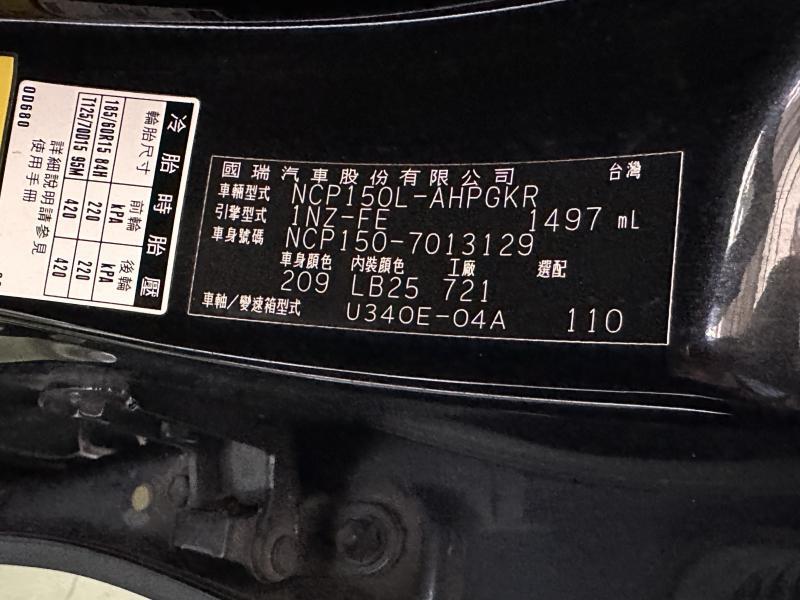 冷胎時胎壓
輪胎尺寸 前輪 kPa 後輪 kPa
185/60R15 84H 220 220
T125/70D15 95M 420 420
詳細說明請參見
使用手冊
0D680
國瑞汽車股份有限公司 台灣
車輛型式 NCP150L-AHPGKR
引擎型式 1NZ-FE 1497 mL
車身號碼 NCP150-7013129
車身顏色 內裝顏色 工廠 選配
209 LB25 721
車軸/變速箱型式 U340E-04A 110